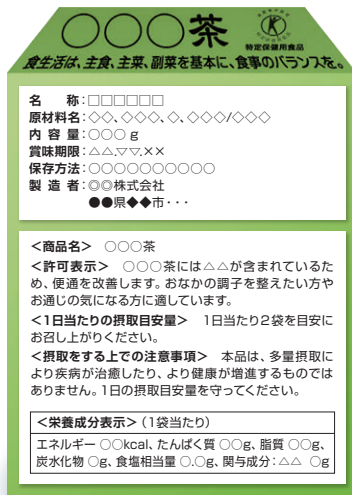 ○○○茶
特定保健用食品
食生活は、主食、主菜、副菜を基本に、食事のバランスを。
名　　称:□□□□□□
原材料名:◇◇、◇◇◇、◇、◇◇◇/◇◇◇
内 容 量:○○○ g
賞味期限:△△.▽▽.××
保存方法:○○○○○○○○○○
製 造 者:◎◎株式会社
●●県◆◆市・・・
<商品名>　○○○茶
<許可表示>　○○○茶には△△が含まれているた
め、便通を改善します。おなかの調子を整えたい方や
お通じの気になる方に適しています。
<1日当たりの摂取目安量>　1日当たり2袋を目安に
お召し上がりください。
<摂取をする上での注意事項>　本品は、多量摂取に
より疾病が治癒したり、より健康が増進するものでは
ありません。1日の摂取目安量を守ってください。
<栄養成分表示>(1袋当たり)
エネルギー ○○kcal、たんぱく質 ○○g、脂質 ○○g、
炭水化物 ○g、食塩相当量 ○.○g、関与成分:△△ ○g